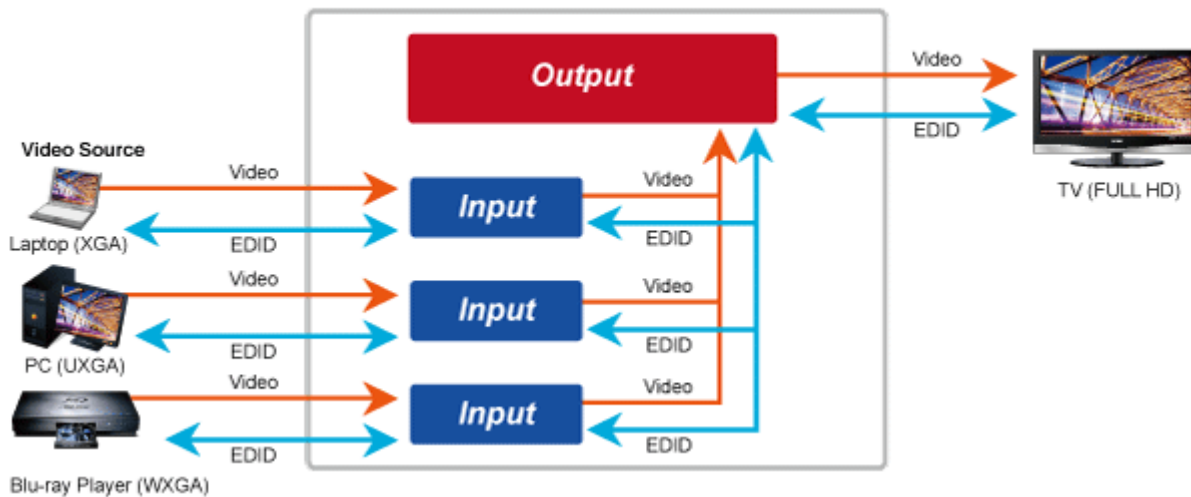 Output
Video
EDID
TV (FULL HD)
Video Source
Video
Input
Video
EDID
EDID
Laptop (XGA)
Video
Input
Video
EDID
EDID
PC (UXGA)
Video
Input
Video
EDID
EDID
Blu-ray Player (WXGA)